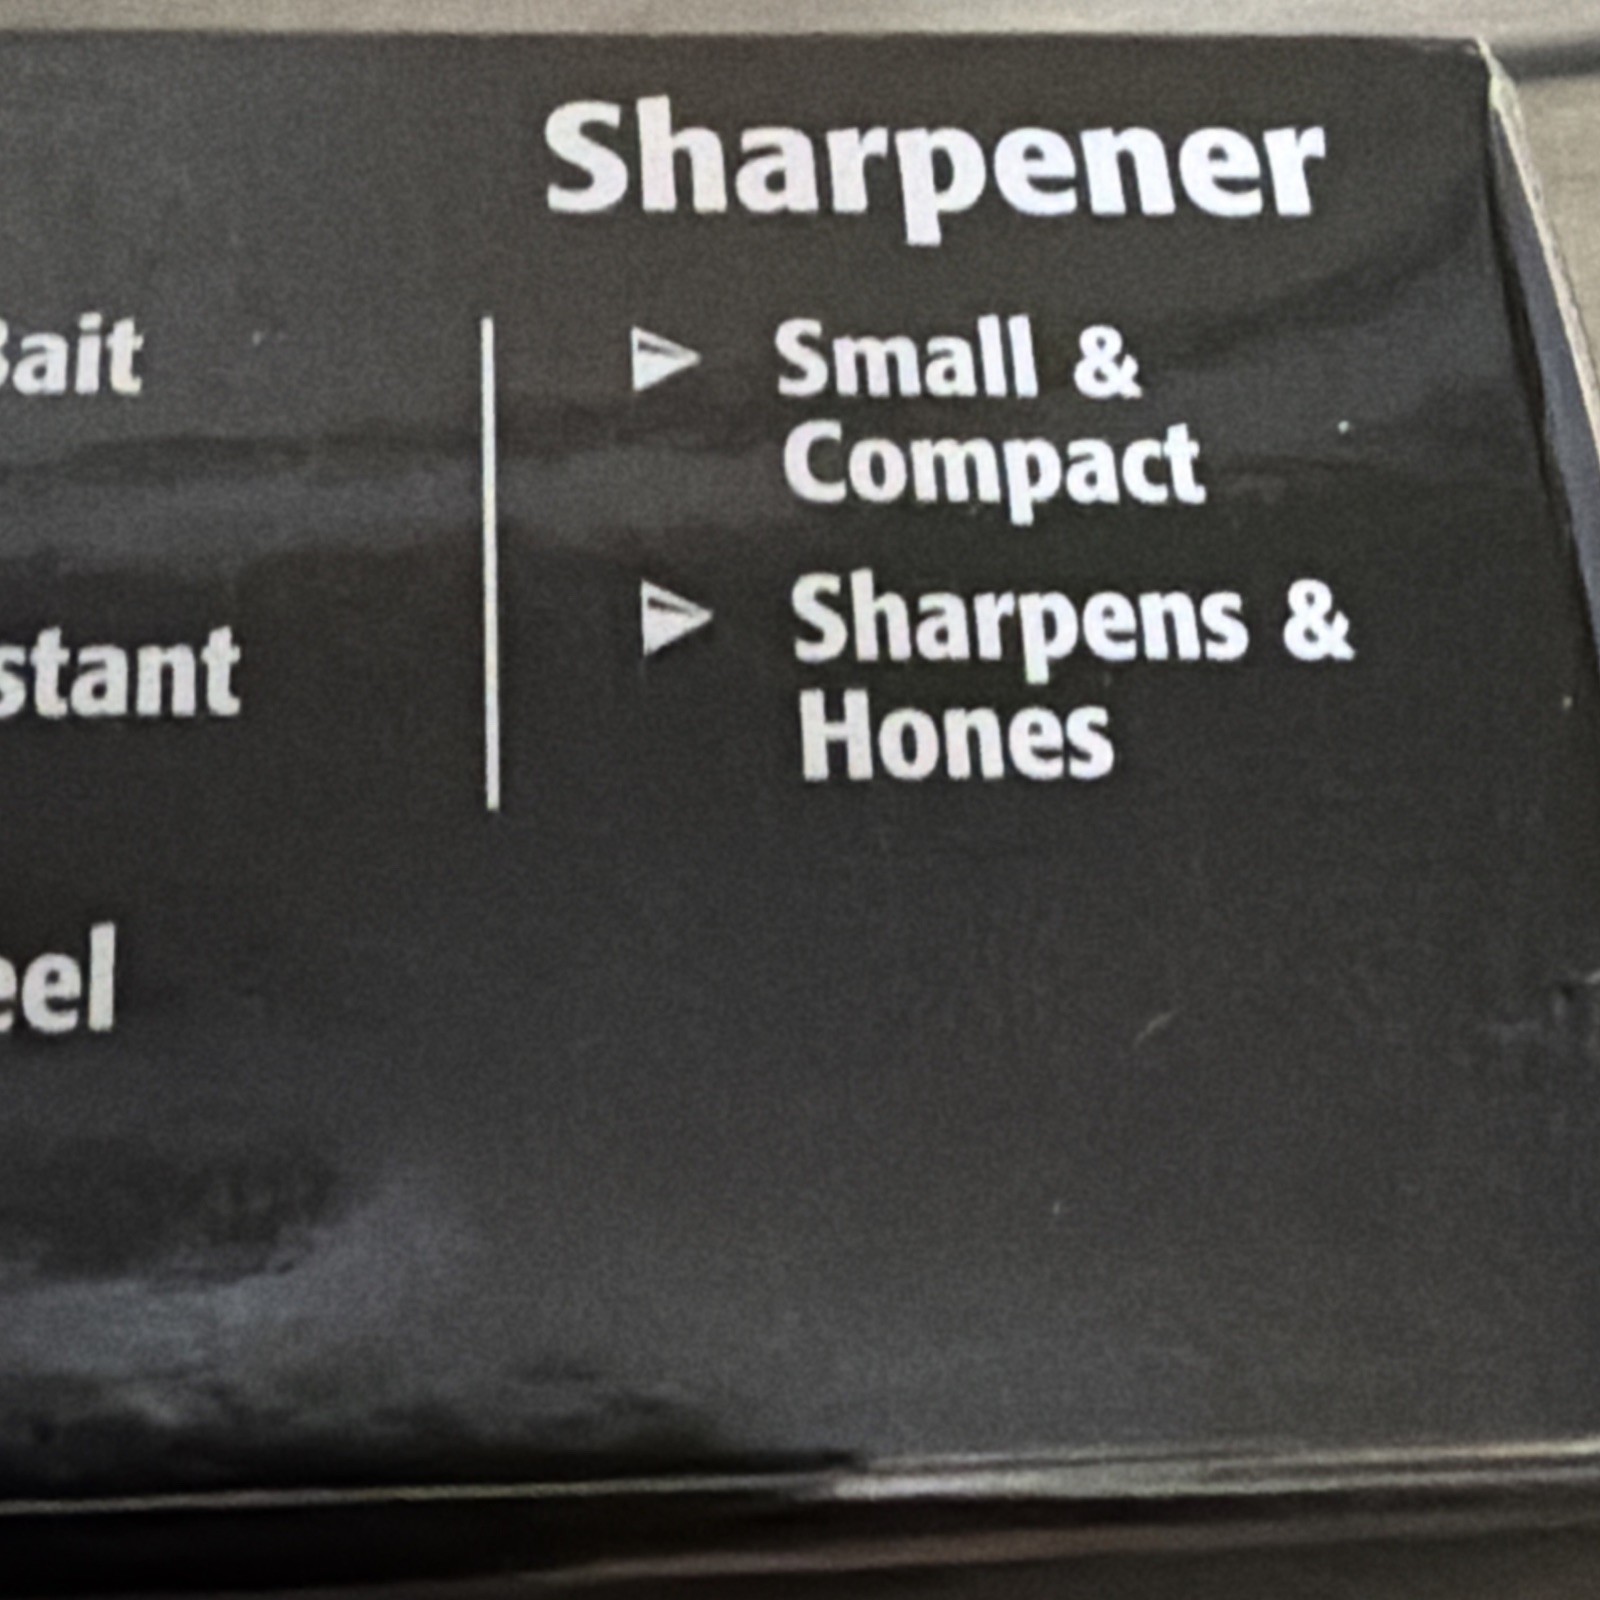 Sharpener
Bait
Small &
Compact
Sharpens &
stant
Hones
eel